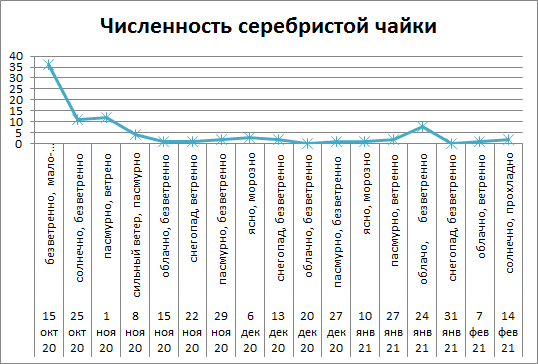 Численность серебристой чайки
40
35
30
25
20
15
10
5
0
безветренно, мало-...
солнечно, безветренно
пасмурно, ветрено
сильный ветер, пасмурно
облачно, безветренно
снегопад, ветренно
пасмурно, безветренно
ясно, морозно
снегопад, безветренно
облачно, безветренно
пасмурно, безветренно
ясно, морозно
пасмурно, ветренно
облачо, безветренно
снегопад, безветренно
облачно, ветренно
солнечно, прохладно
15 25 1 8 15 22 29 6 13 20 27 10 27 24 31 7 14
окт окт ноя ноя ноя ноя ноя дек дек дек дек янв янв янв янв фев фев
20 20 20 20 20 20 20 20 20 20 20 21 21 21 21 21 21